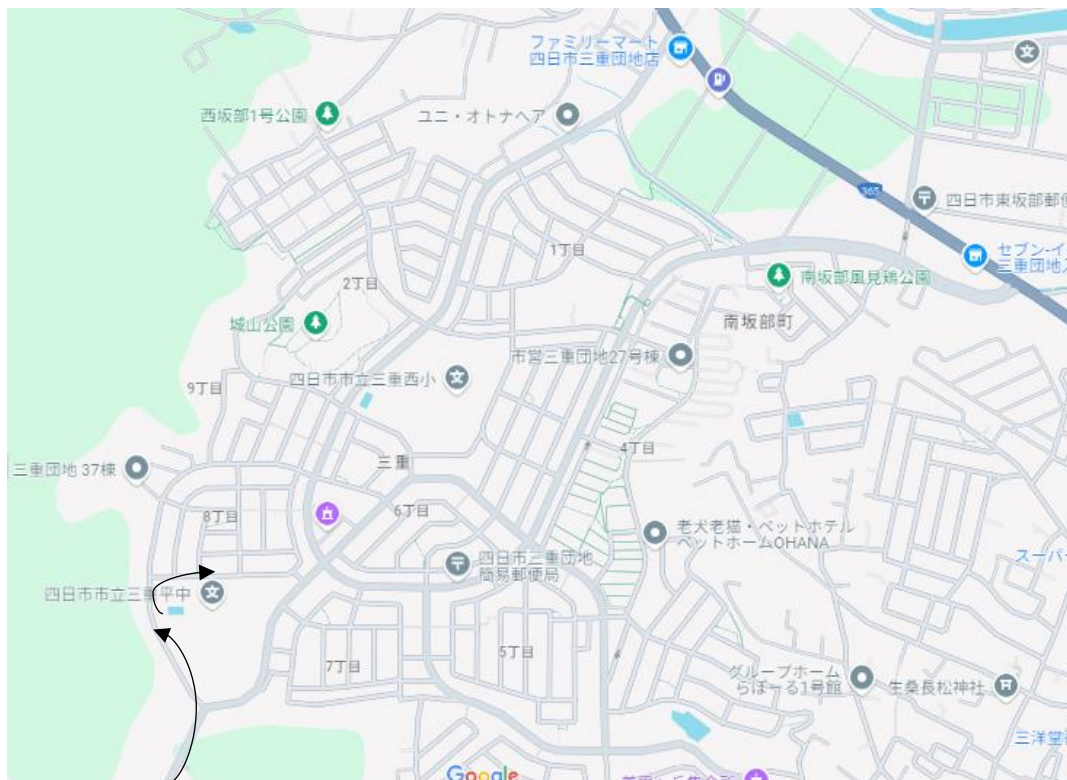 ファミリーマート
四日市三重団地店
西坂部1号公園
ユニ・オトナヘア
365
四日市東坂部郵便
セブン-イ
三重団地入
1丁目
2丁目
南坂部風見鶏公園
南坂部町
城山公園
市営三重団地27号棟
四日市市立三重西小
9丁目
4丁目
三重
三重団地 37棟
6丁目
8丁目
老犬老猫・ペットホテル
ペットホームOHANA
四日市三重団地
簡易郵便局
スーパー
四日市市立三重平中
5丁目
7丁目
グループホーム
らぽーる1号館
生桑長松神社
三洋堂書
Google